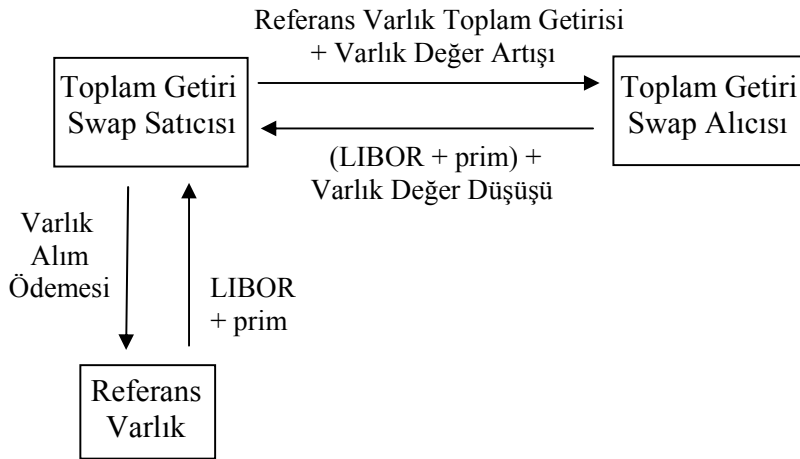 Referans Varlık Toplam Getirisi
+ Varlık Değer Artışı
Toplam Getiri
Swap Satıcısı
Toplam Getiri
Swap Alıcısı
(LIBOR + prim) +
Varlık Değer Düşüşü
Varlık
Alım
Ödemesi
LIBOR
+ prim
Referans
Varlık